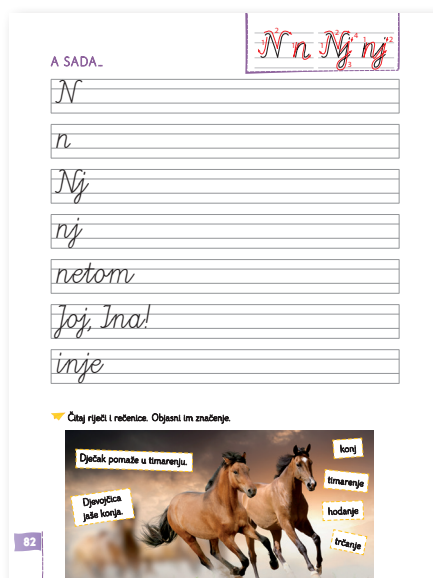 N n Nj nj
A SADA...
N
n
Nj
nj
netom
Joj, Ina!
inje
Čitaj riječi i rečenice. Objasni im značenje.
Dječak pomaže u timarenju.
Djevojčica
jaše konja.
konj
timarenje
hodanje
trčanje
82